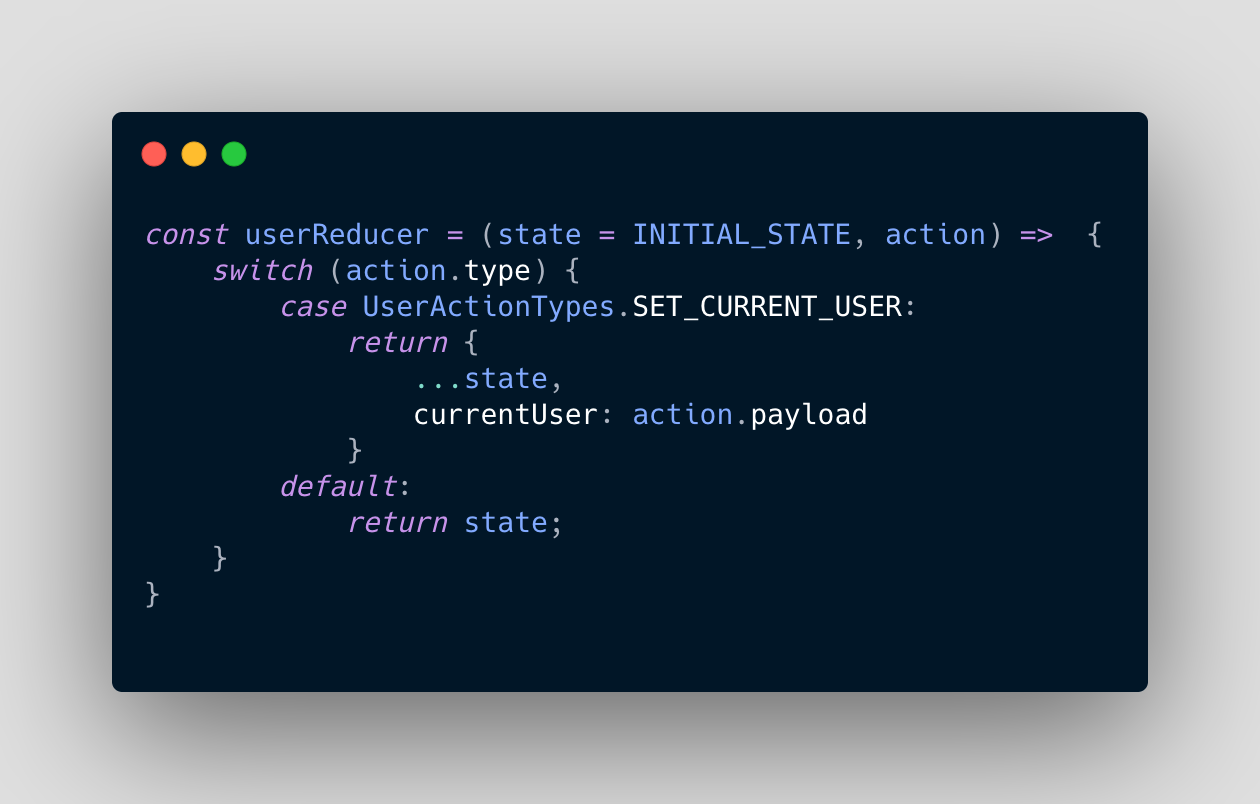 const userReducer = (state = INITIAL_STATE, action) =>  {
    switch (action.type) {
        case UserActionTypes.SET_CURRENT_USER:
            return {
                ...state,
                currentUser: action.payload
            }
        default:
            return state;
    }
}